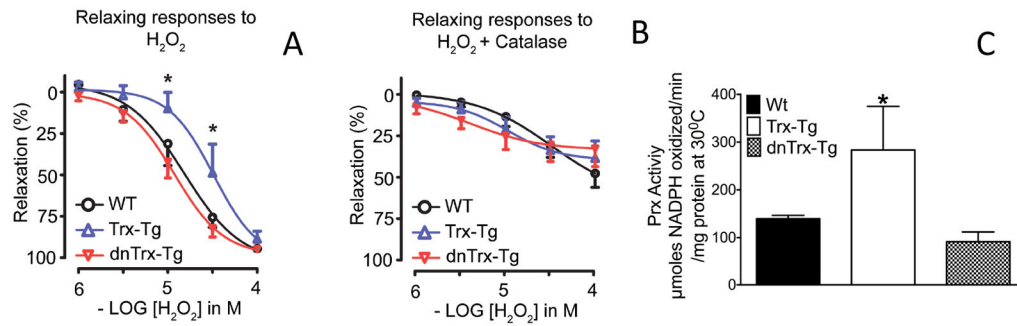 Relaxing responses to
H₂O₂
A
Relaxation (%)
0
25
50
75
100
*
*
WT
Trx-Tg
dnTrx-Tg
6
5
4
- LOG [H₂O₂] in M
Relaxing responses to
H₂O₂ + Catalase
B
Relaxation (%)
0
25
50
75
100
WT
Trx-Tg
dnTrx-Tg
6
5
4
- LOG [H₂O₂] in M
C
Prx Activity
μmoles NADPH oxidized/min
/mg protein at 30⁰C
400
300
200
100
0
Wt
Trx-Tg
dnTrx-Tg
*